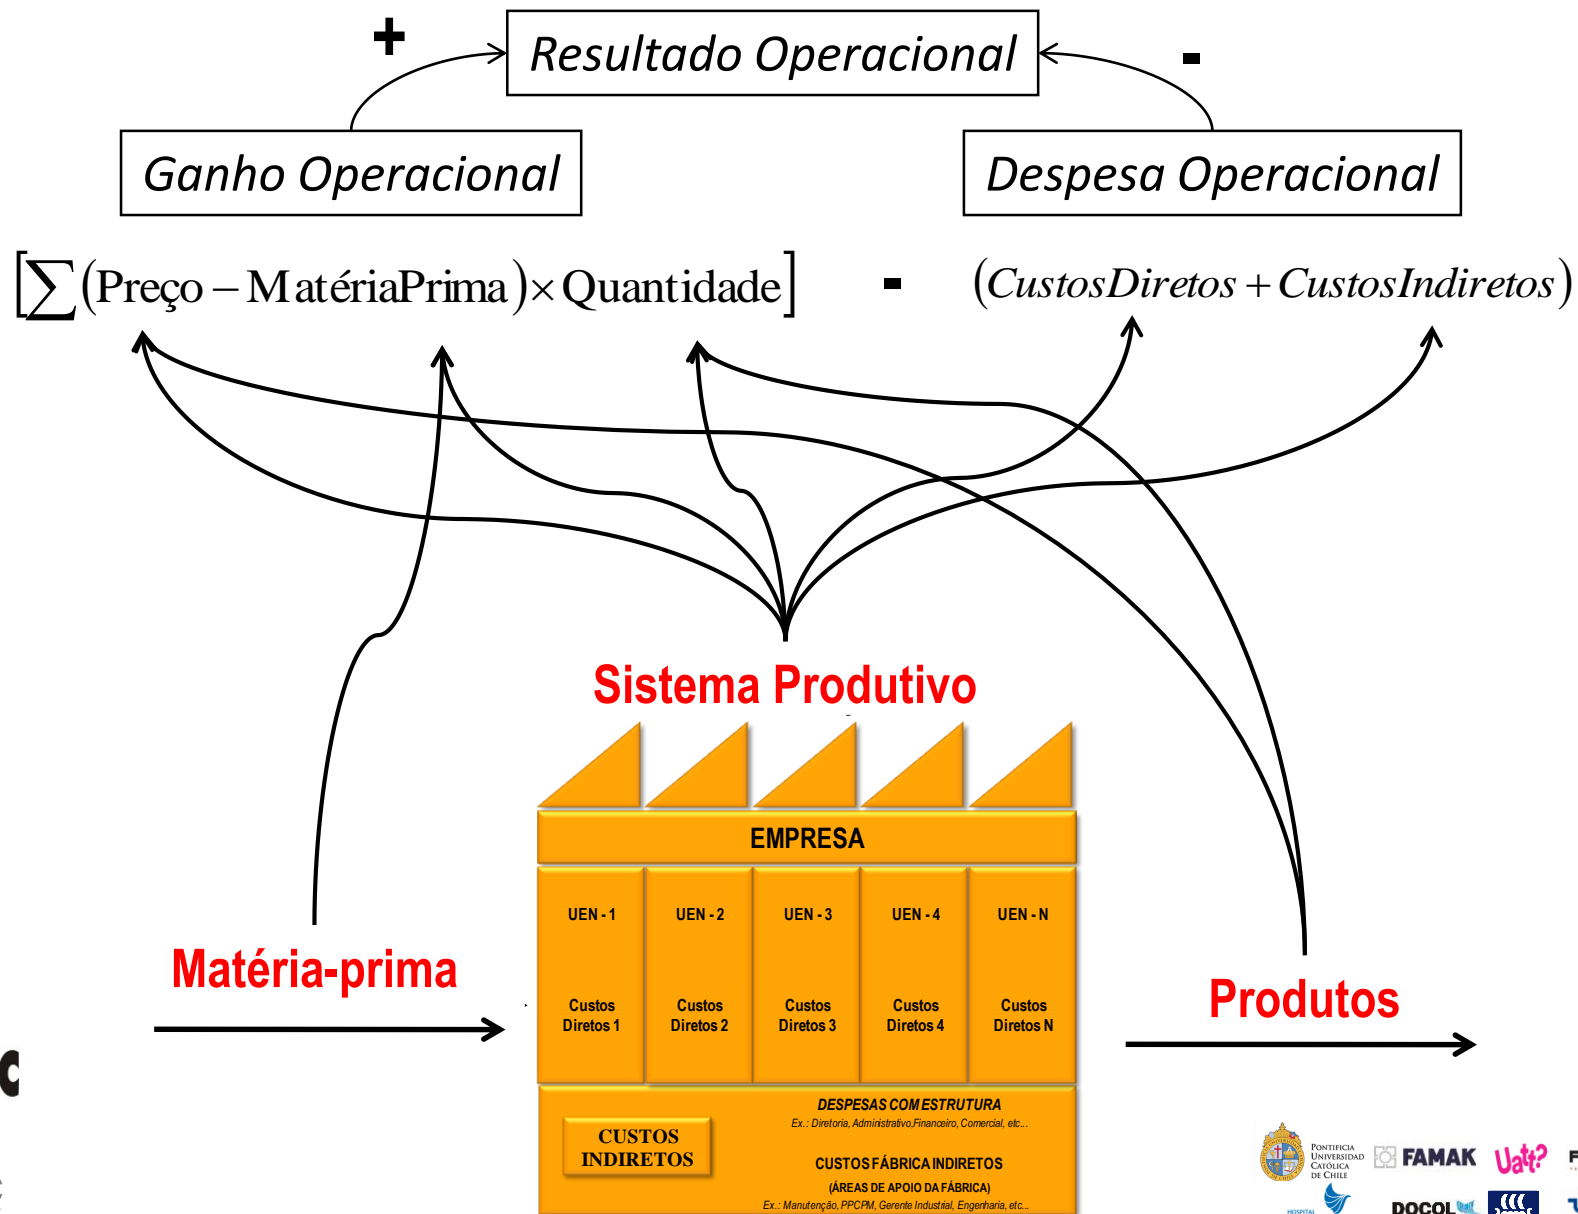 +
Resultado Operacional
-
Ganho Operacional
Despesa Operacional
[∑(Preço – MatériaPrima)×Quantidade]
-
(CustosDiretos + CustosIndiretos)
Sistema Produtivo
EMPRESA
UEN - 1
UEN - 2
UEN - 3
UEN - 4
UEN - N
Matéria-prima
Produtos
Custos
Diretos 1
Custos
Diretos 2
Custos
Diretos 3
Custos
Diretos 4
Custos
Diretos N
DESPESAS COM ESTRUTURA
Ex.: Diretoria, Administrativo,Financeiro, Comercial, etc...
CUSTOS
INDIRETOS
CUSTOS FÁBRICA INDIRETOS
(ÁREAS DE APOIO DA FÁBRICA)
Ex.: Manutenção, PPCPM, Gerente Industrial, Engenharia, etc...
PONTIFICIA
UNIVERSIDAD
CATÓLICA
DE CHILE
FAMAK
Uatt?
HOSPITAL
DOCOL